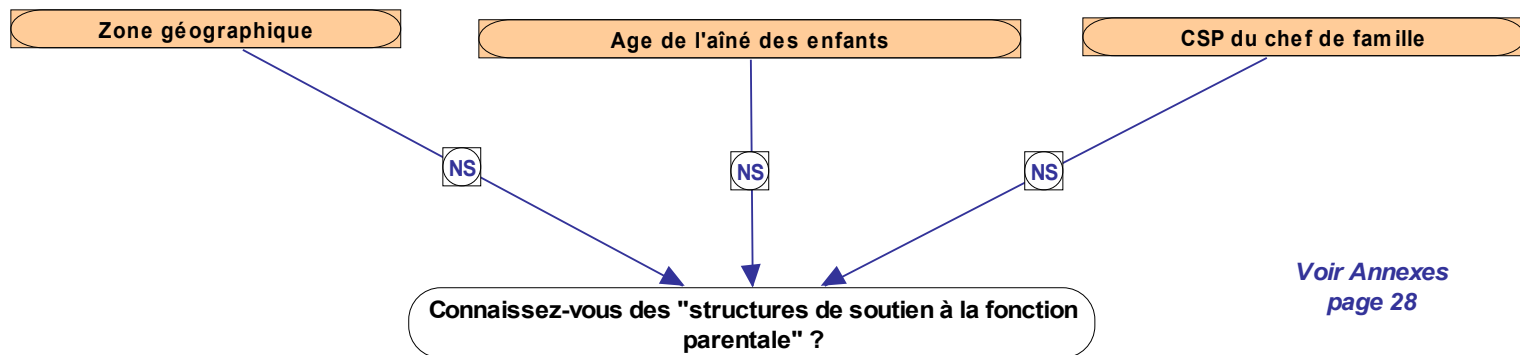 Zone géographique
Age de l'aîné des enfants
CSP du chef de famille
NS
NS
NS
Connaissez-vous des "structures de soutien à la fonction
parentale" ?
Voir Annexes
page 28